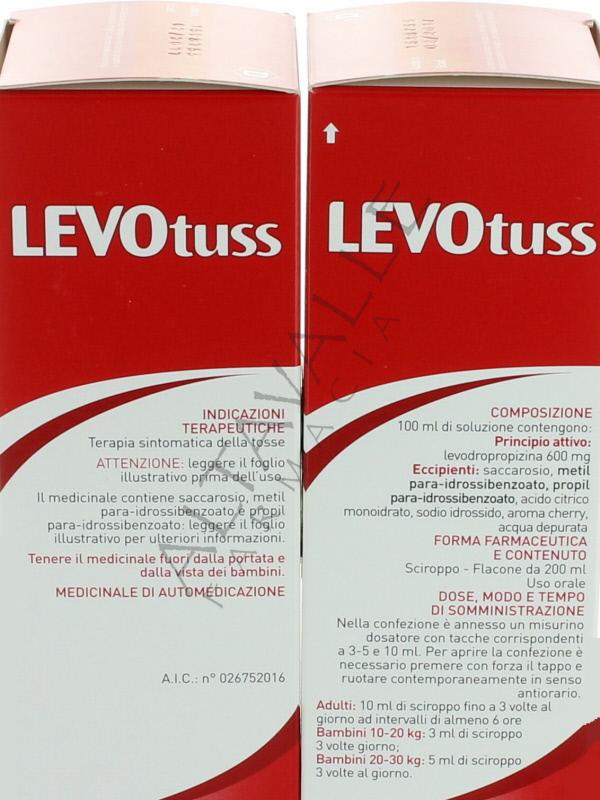 LEVOtuss
INDICAZIONI
TERAPEUTICHE
Terapia sintomatica della tosse
ATTENZIONE: leggere il foglio
illustrativo prima dell'uso.
Il medicinale contiene saccarosio, metil
para-idrossibenzoato e propil
para-idrossibenzoato: leggere il foglio
illustrativo per ulteriori informazioni.
Tenere il medicinale fuori dalla portata e
dalla vista dei bambini.
MEDICINALE DI AUTOMEDICAZIONE
A.I.C.: n° 026752016
LEVOtuss
COMPOSIZIONE
100 ml di soluzione contengono:
Principio attivo:
levodropropizina 600 mg
Eccipienti: saccarosio, metil
para-idrossibenzoato, propil
para-idrossibenzoato, acido citrico
monoidrato, sodio idrossido, aroma cherry,
acqua depurata
FORMA FARMACEUTICA
E CONTENUTO
Sciroppo - Flacone da 200 ml
Uso orale
DOSE, MODO E TEMPO
DI SOMMINISTRAZIONE
Nella confezione è annesso un misurino
dosatore con tacche corrispondenti
a 3-5 e 10 ml. Per aprire la confezione è
necessario premere con forza il tappo e
ruotare contemporaneamente in senso
antiorario.
Adulti: 10 ml di sciroppo fino a 3 volte al
giorno ad intervalli di almeno 6 ore
Bambini 10-20 kg: 3 ml di sciroppo
3 volte giorno;
Bambini 20-30 kg: 5 ml di sciroppo
3 volte al giorno.
ALTAVALLE
FARMACIA